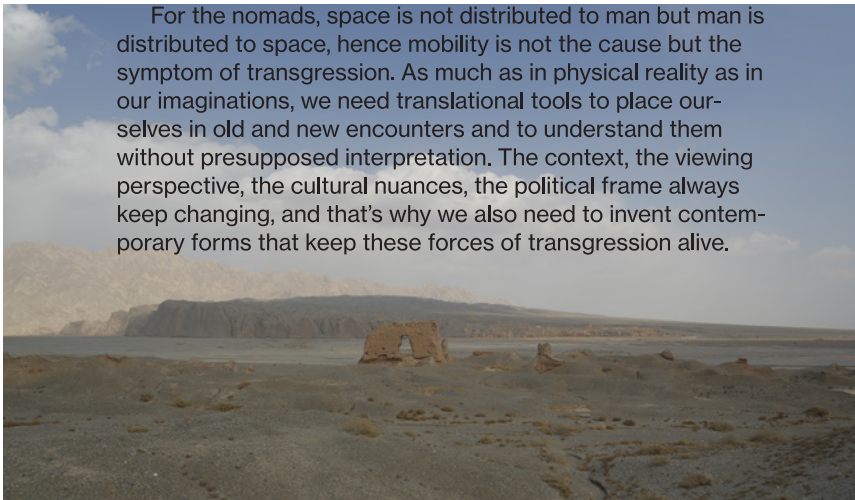 For the nomads, space is not distributed to man but man is
distributed to space, hence mobility is not the cause but the
symptom of transgression. As much as in physical reality as in
our imaginations, we need translational tools to place our-
selves in old and new encounters and to understand them
without presupposed interpretation. The context, the viewing
perspective, the cultural nuances, the political frame always
keep changing, and that’s why we also need to invent contem-
porary forms that keep these forces of transgression alive.